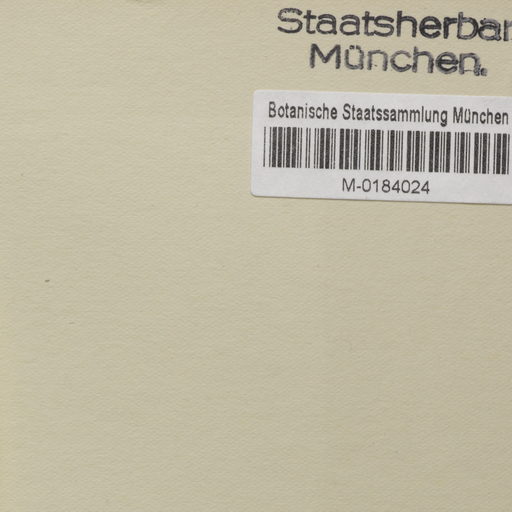 Staatsherbar
München.
Botanische Staatssammlung München
M-0184024